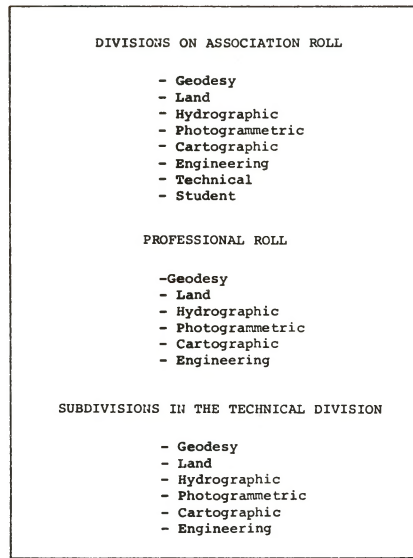 DIVISIONS ON ASSOCIATION ROLL
- Geodesy
- Land
- Hydrographic
- Photogrammetric
- Cartographic
- Engineering
- Technical
- Student
PROFESSIONAL ROLL
-Geodesy
- Land
- Hydrographic
- Photogrammetric
- Cartographic
- Engineering
SUBDIVISIONS IN THE TECHNICAL DIVISION
- Geodesy
- Land
- Hydrographic
- Photogrammetric
- Cartographic
- Engineering